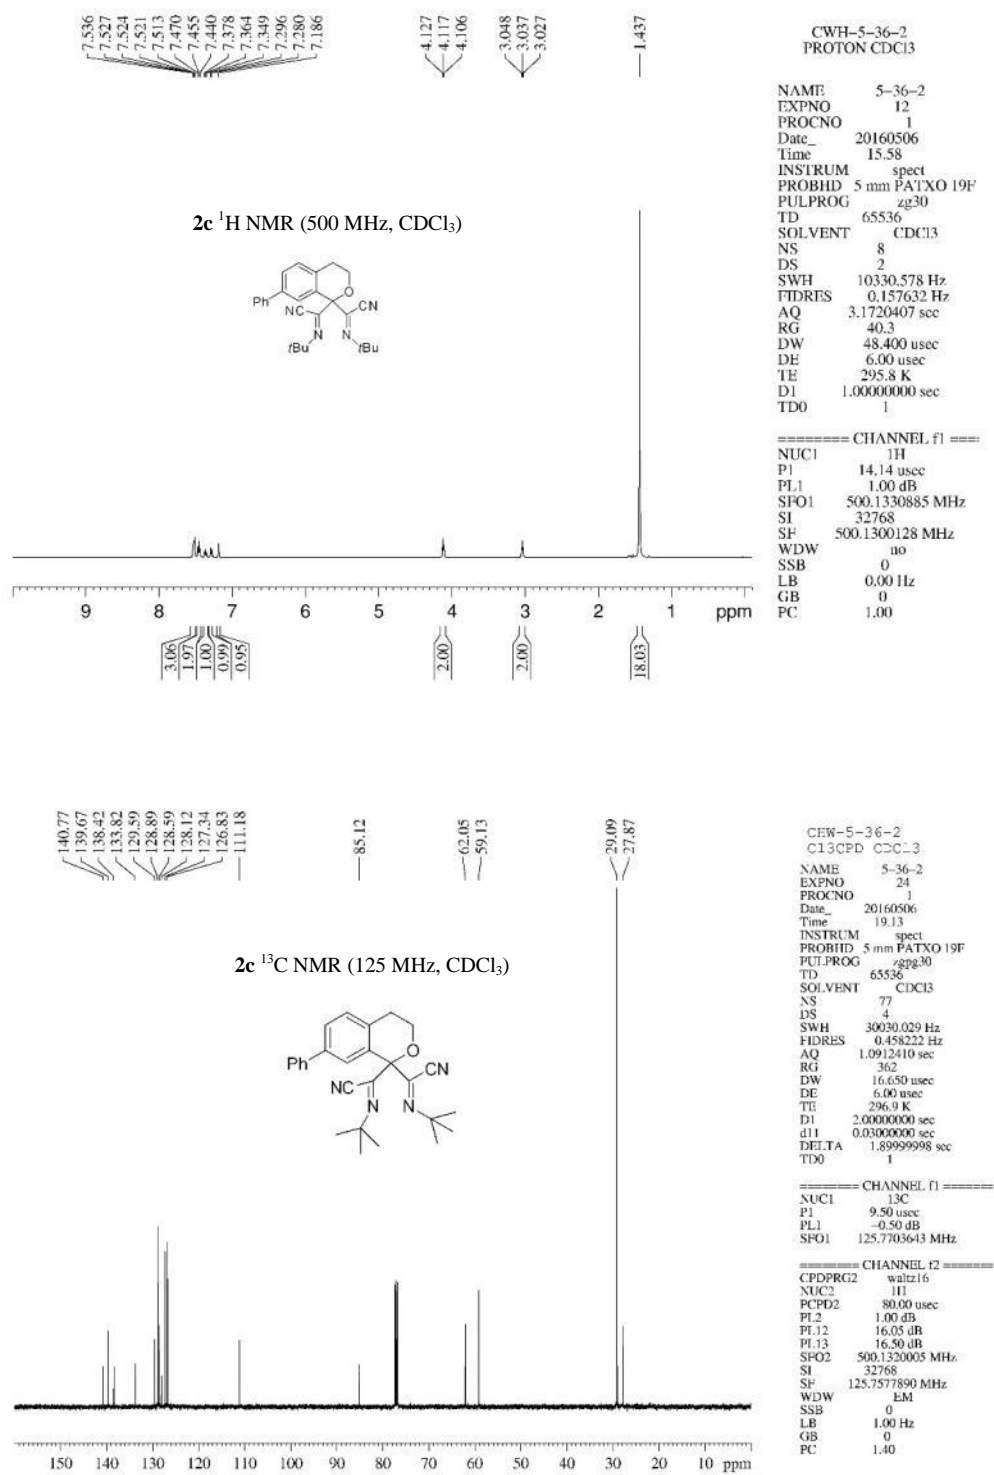 7.536
7.527
7.524
7.521
7.513
7.470
7.455
7.440
7.378
7.364
7.349
7.296
7.280
7.186
4.127
4.117
4.106
3.048
3.037
3.027
1.437
CWH-5-36-2
PROTON CDCl3
NAME 5-36-2
EXPNO 12
PROCNO 1
Date_ 20160506
Time 15.58
INSTRUM spect
PROBHD 5 mm PATXO 19F
PULPROG zg30
TD 65536
SOLVENT CDCl3
NS 8
DS 2
SWH 10330.578 Hz
FIDRES 0.157632 Hz
AQ 3.1720407 sec
RG 40.3
DW 48.400 usec
DE 6.00 usec
TE 295.8 K
D1 1.00000000 sec
TD0 1
======== CHANNEL f1 ====
NUC1 1H
P1 14.14 usec
PL1 1.00 dB
SFO1 500.1330885 MHz
SI 32768
SF 500.1300128 MHz
WDW no
SSB 0
LB 0.00 Hz
GB 0
PC 1.00
2c ¹H NMR (500 MHz, CDCl₃)
Ph
O
NC
CN
N
N
tBu
tBu
9 8 7 6 5 4 3 2 1 ppm
3.06
1.97
1.00
0.99
0.95
2.00
2.00
18.03
140.77
139.67
138.42
133.82
129.59
128.89
128.59
128.12
127.34
126.83
111.18
85.12
62.05
59.13
29.09
27.87
CHW-5-36-2
C13CPD CDCL3
NAME 5-36-2
EXPNO 24
PROCNO 1
Date_ 20160506
Time 19.13
INSTRUM spect
PROBHD 5 mm PATXO 19F
PULPROG zgpg30
TD 65536
SOLVENT CDCl3
NS 77
DS 4
SWH 30030.029 Hz
FIDRES 0.458222 Hz
AQ 1.0912410 sec
RG 362
DW 16.650 usec
DE 6.00 usec
TE 296.9 K
D1 2.00000000 sec
d11 0.03000000 sec
DELTA 1.89999998 sec
TD0 1
======== CHANNEL f1 =======
NUC1 13C
P1 9.50 usec
PL1 -0.50 dB
SFO1 125.7703643 MHz
======== CHANNEL f2 =======
CPDPRG2 waltz16
NUC2 1H
PCPD2 80.00 usec
PL2 1.00 dB
PL12 16.05 dB
PL13 16.50 dB
SFO2 500.1320005 MHz
SI 32768
SF 125.7577890 MHz
WDW EM
SSB 0
LB 1.00 Hz
GB 0
PC 1.40
2c ¹³C NMR (125 MHz, CDCl₃)
Ph
O
NC
CN
N
N
150 140 130 120 110 100 90 80 70 60 50 40 30 20 10 ppm